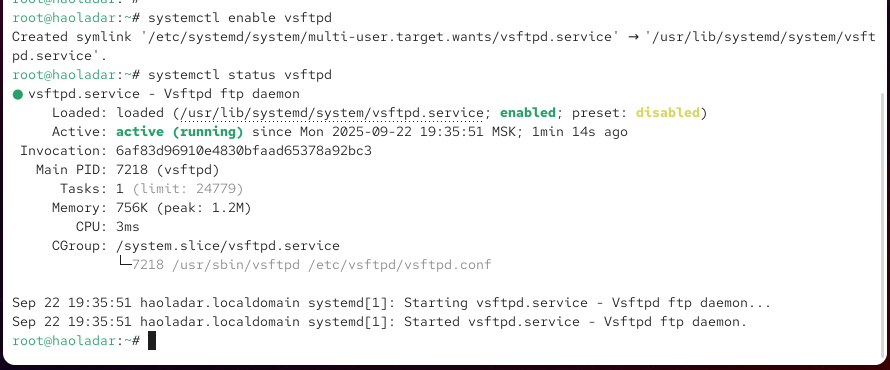 root@haoladar:~#
root@haoladar:~# systemctl enable vsftpd
Created symlink '/etc/systemd/system/multi-user.target.wants/vsftpd.service' → '/usr/lib/systemd/system/vsft
pd.service'.
root@haoladar:~# systemctl status vsftpd
● vsftpd.service - Vsftpd ftp daemon
     Loaded: loaded (/usr/lib/systemd/system/vsftpd.service; enabled; preset: disabled)
     Active: active (running) since Mon 2025-09-22 19:35:51 MSK; 1min 14s ago
 Invocation: 6af83d96910e4830bfaad65378a92bc3
   Main PID: 7218 (vsftpd)
      Tasks: 1 (limit: 24779)
     Memory: 756K (peak: 1.2M)
        CPU: 3ms
     CGroup: /system.slice/vsftpd.service
             └─7218 /usr/sbin/vsftpd /etc/vsftpd/vsftpd.conf

Sep 22 19:35:51 haoladar.localdomain systemd[1]: Starting vsftpd.service - Vsftpd ftp daemon...
Sep 22 19:35:51 haoladar.localdomain systemd[1]: Started vsftpd.service - Vsftpd ftp daemon.
root@haoladar:~#